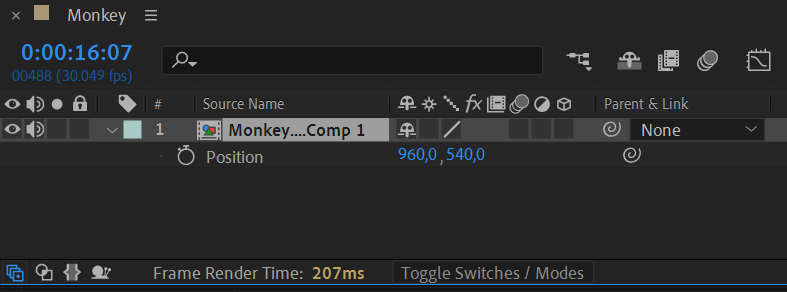 Monkey
0:00:16:07
00488 (30.049 fps)
# Source Name fx Parent & Link
1 Monkey....Comp 1 None
Position 960,0 , 540,0
Frame Render Time: 207ms Toggle Switches / Modes